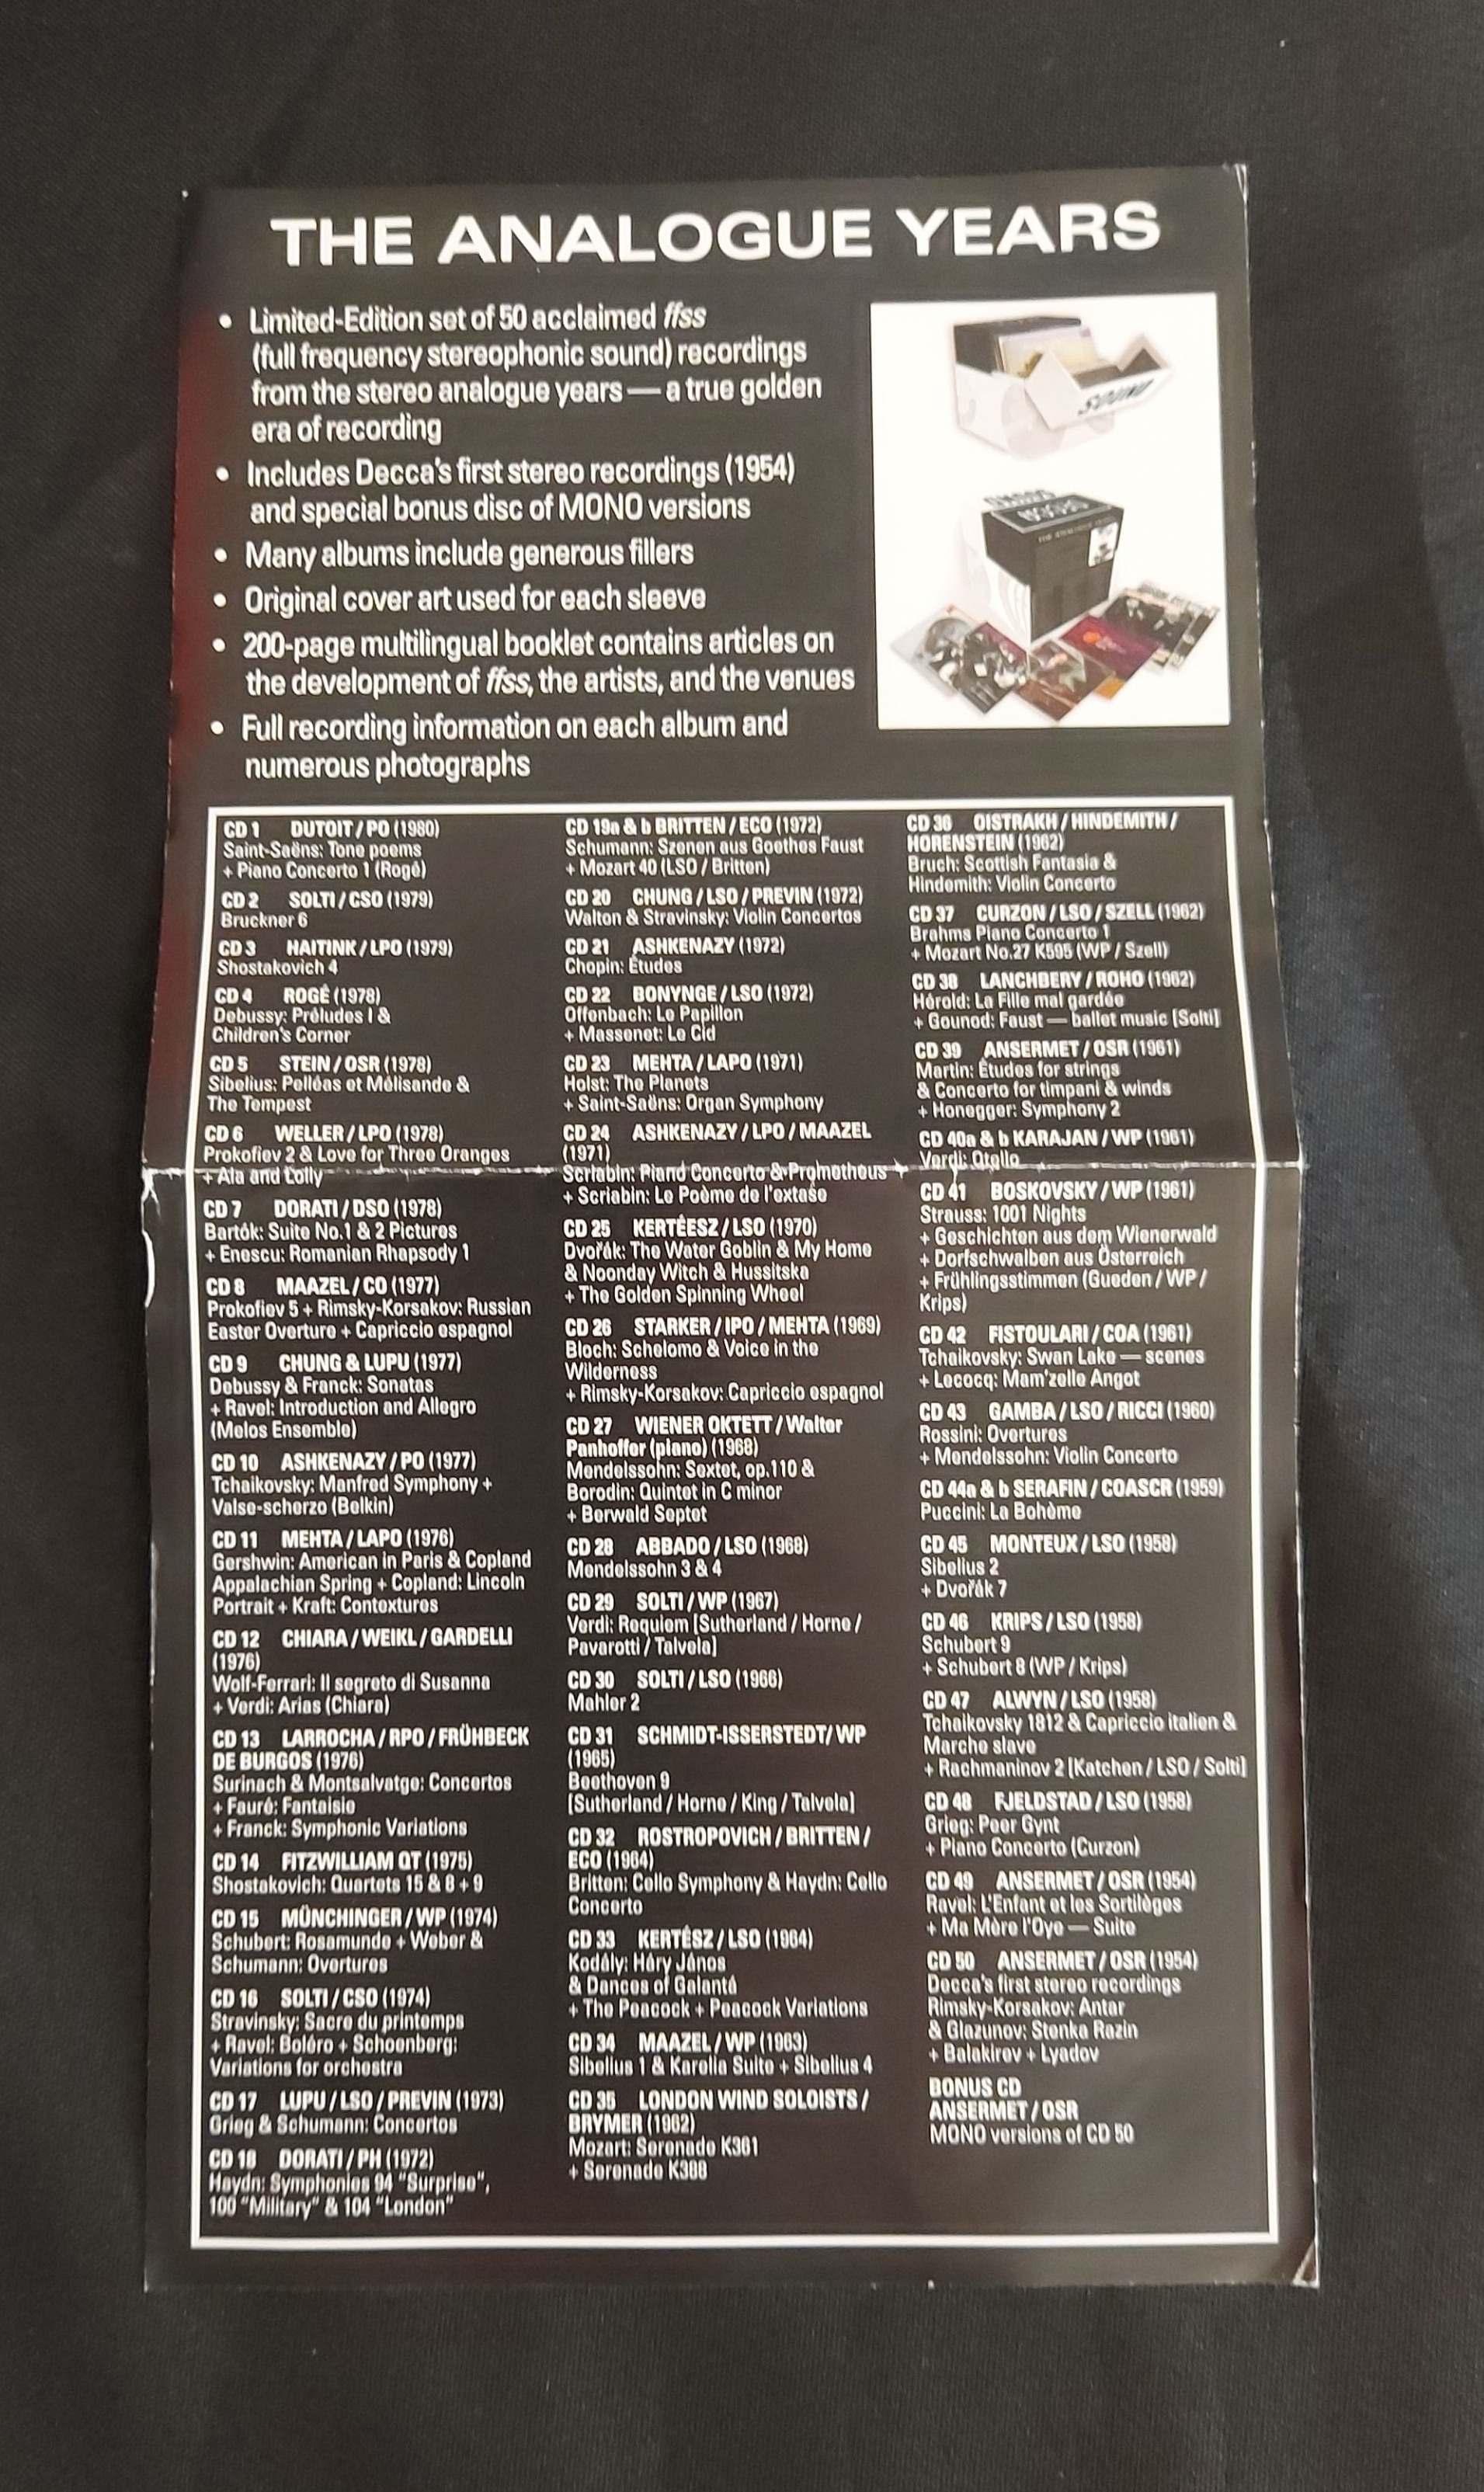 THE ANALOGUE YEARS
• Limited-Edition set of 50 acclaimed ffss
(full frequency stereophonic sound) recordings
from the stereo analogue years — a true golden
era of recording
• Includes Decca's first stereo recordings (1954)
and special bonus disc of MONO versions
• Many albums include generous fillers
• Original cover art used for each sleeve
• 200-page multilingual booklet contains articles on
the development of ffss, the artists, and the venues
• Full recording information on each album and
numerous photographs
SOUND
CD 1 DUTOIT / PO (1980)
Saint-Saëns: Tone poems
+ Piano Concerto 1 (Rogé)
CD 2 SOLTI / CSO (1979)
Bruckner 6
CD 3 HAITINK / LPO (1979)
Shostakovich 4
CD 4 ROGÉ (1978)
Debussy: Préludes I &
Children's Corner
CD 5 STEIN / OSR (1978)
Sibelius: Pelléas et Mélisande &
The Tempest
CD 6 WELLER / LPO (1978)
Prokofiev 2 & Love for Three Oranges
+ Ala and Lolly
CD 7 DORATI / DSO (1978)
Bartók: Suite No.1 & 2 Pictures
+ Enescu: Romanian Rhapsody 1
CD 8 MAAZEL / CO (1977)
Prokofiev 5 + Rimsky-Korsakov: Russian
Easter Overture + Capriccio espagnol
CD 9 CHUNG & LUPU (1977)
Debussy & Franck: Sonatas
+ Ravel: Introduction and Allegro
(Melos Ensemble)
CD 10 ASHKENAZY / PO (1977)
Tchaikovsky: Manfred Symphony +
Valse-scherzo (Belkin)
CD 11 MEHTA / LAPO (1976)
Gershwin: American in Paris & Copland
Appalachian Spring + Copland: Lincoln
Portrait + Kraft: Contextures
CD 12 CHIARA / WEIKL / GARDELLI
(1976)
Wolf-Ferrari: Il segreto di Susanna
+ Verdi: Arias (Chiara)
CD 13 LARROCHA / RPO / FRÜHBECK
DE BURGOS (1976)
Surinach & Montsalvatge: Concertos
+ Fauré: Fantaisie
+ Franck: Symphonic Variations
CD 14 FITZWILLIAM QT (1975)
Shostakovich: Quartets 15 & 8 + 9
CD 15 MÜNCHINGER / WP (1974)
Schubert: Rosamunde + Weber &
Schumann: Overtures
CD 16 SOLTI / CSO (1974)
Stravinsky: Sacre du printemps
+ Ravel: Boléro + Schoenberg:
Variations for orchestra
CD 17 LUPU / LSO / PREVIN (1973)
Grieg & Schumann: Concertos
CD 18 DORATI / PH (1972)
Haydn: Symphonies 94 "Surprise",
100 "Military" & 104 "London"
CD 19a & b BRITTEN / ECO (1972)
Schumann: Szenen aus Goethes Faust
+ Mozart 40 (LSO / Britten)
CD 20 CHUNG / LSO / PREVIN (1972)
Walton & Stravinsky: Violin Concertos
CD 21 ASHKENAZY (1972)
Chopin: Études
CD 22 BONYNGE / LSO (1972)
Offenbach: Le Papillon
+ Massenet: Le Cid
CD 23 MEHTA / LAPO (1971)
Holst: The Planets
+ Saint-Saëns: Organ Symphony
CD 24 ASHKENAZY / LPO / MAAZEL
(1971)
Scriabin: Piano Concerto & Prometheus
+ Scriabin: Le Poème de l'extase
CD 25 KERTÉESZ / LSO (1970)
Dvořák: The Water Goblin & My Home
& Noonday Witch & Hussitska
+ The Golden Spinning Wheel
CD 26 STARKER / IPO / MEHTA (1969)
Bloch: Schelomo & Voice in the
Wilderness
+ Rimsky-Korsakov: Capriccio espagnol
CD 27 WIENER OKTETT / Walter
Panhoffer (piano) (1968)
Mendelssohn: Sextet, op.110 &
Borodin: Quintet in C minor
+ Berwald Septet
CD 28 ABBADO / LSO (1968)
Mendelssohn 3 & 4
CD 29 SOLTI / WP (1967)
Verdi: Requiem [Sutherland / Horne /
Pavarotti / Talvela]
CD 30 SOLTI / LSO (1966)
Mahler 2
CD 31 SCHMIDT-ISSERSTEDT/ WP
(1965)
Beethoven 9
[Sutherland / Horne / King / Talvela]
CD 32 ROSTROPOVICH / BRITTEN /
ECO (1964)
Britten: Cello Symphony & Haydn: Cello
Concerto
CD 33 KERTÉSZ / LSO (1964)
Kodály: Háry János
& Dances of Galantá
+ The Peacock + Peacock Variations
CD 34 MAAZEL / WP (1963)
Sibelius 1 & Karelia Suite + Sibelius 4
CD 35 LONDON WIND SOLOISTS /
BRYMER (1962)
Mozart: Serenade K361
+ Serenade K388
CD 36 OISTRAKH / HINDEMITH /
HORENSTEIN (1962)
Bruch: Scottish Fantasia &
Hindemith: Violin Concerto
CD 37 CURZON / LSO / SZELL (1962)
Brahms Piano Concerto 1
+ Mozart No.27 K595 (WP / Szell)
CD 38 LANCHBERY / ROHO (1962)
Hérold: La Fille mal gardée
+ Gounod: Faust — ballet music [Solti]
CD 39 ANSERMET / OSR (1961)
Martin: Études for strings
& Concerto for timpani & winds
+ Honegger: Symphony 2
CD 40a & b KARAJAN / WP (1961)
Verdi: Otello
CD 41 BOSKOVSKY / WP (1961)
Strauss: 1001 Nights
+ Geschichten aus dem Wienerwald
+ Dorfschwalben aus Österreich
+ Frühlingsstimmen (Gueden / WP /
Krips)
CD 42 FISTOULARI / COA (1961)
Tchaikovsky: Swan Lake — scenes
+ Lecocq: Mam'zelle Angot
CD 43 GAMBA / LSO / RICCI (1960)
Rossini: Overtures
+ Mendelssohn: Violin Concerto
CD 44a & b SERAFIN / COASCR (1959)
Puccini: La Bohème
CD 45 MONTEUX / LSO (1958)
Sibelius 2
+ Dvořák 7
CD 46 KRIPS / LSO (1958)
Schubert 9
+ Schubert 8 (WP / Krips)
CD 47 ALWYN / LSO (1958)
Tchaikovsky 1812 & Capriccio italien &
Marche slave
+ Rachmaninov 2 [Katchen / LSO / Solti]
CD 48 FJELDSTAD / LSO (1958)
Grieg: Peer Gynt
+ Piano Concerto (Curzon)
CD 49 ANSERMET / OSR (1954)
Ravel: L'Enfant et les Sortilèges
+ Ma Mère l'Oye — Suite
CD 50 ANSERMET / OSR (1954)
Decca's first stereo recordings
Rimsky-Korsakov: Antar
& Glazunov: Stenka Razin
+ Balakirev + Lyadov
BONUS CD
ANSERMET / OSR
MONO versions of CD 50